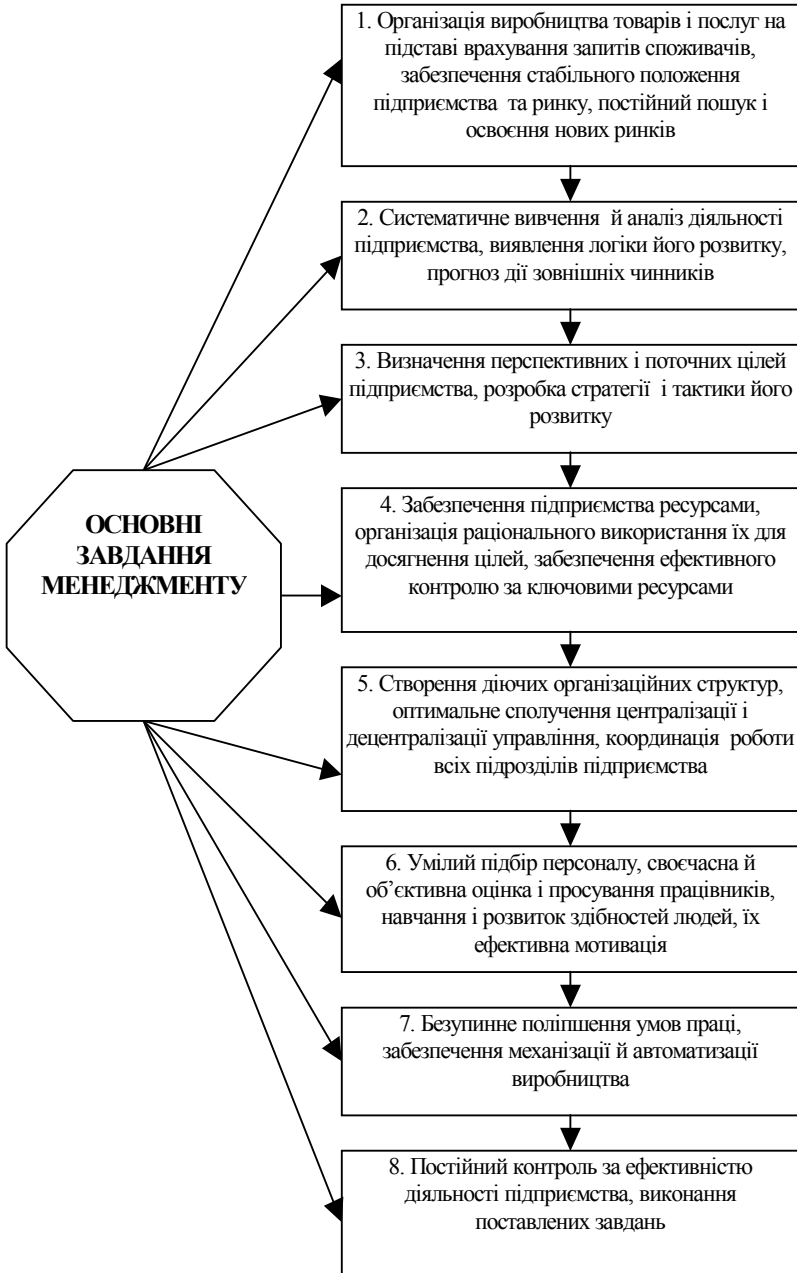 1. Організація виробництва товарів і послуг на
підставі врахування запитів споживачів,
забезпечення стабільного положення
підприємства та ринку, постійний пошук і
освоєння нових ринків
2. Систематичне вивчення й аналіз діяльності
підприємства, виявлення логіки його розвитку,
прогноз дії зовнішніх чинників
3. Визначення перспективних і поточних цілей
підприємства, розробка стратегії і тактики його
розвитку
ОСНОВНІ
ЗАВДАННЯ
МЕНЕДЖМЕНТУ
4. Забезпечення підприємства ресурсами,
організація раціонального використання їх для
досягнення цілей, забезпечення ефективного
контролю за ключовими ресурсами
5. Створення діючих організаційних структур,
оптимальне сполучення централізації і
децентралізації управління, координація роботи
всіх підрозділів підприємства
6. Умілий підбір персоналу, своєчасна й
об’єктивна оцінка і просування працівників,
навчання і розвиток здібностей людей, їх
ефективна мотивація
7. Безупинне поліпшення умов праці,
забезпечення механізації й автоматизації
виробництва
8. Постійний контроль за ефективністю
діяльності підприємства, виконання
поставлених завдань